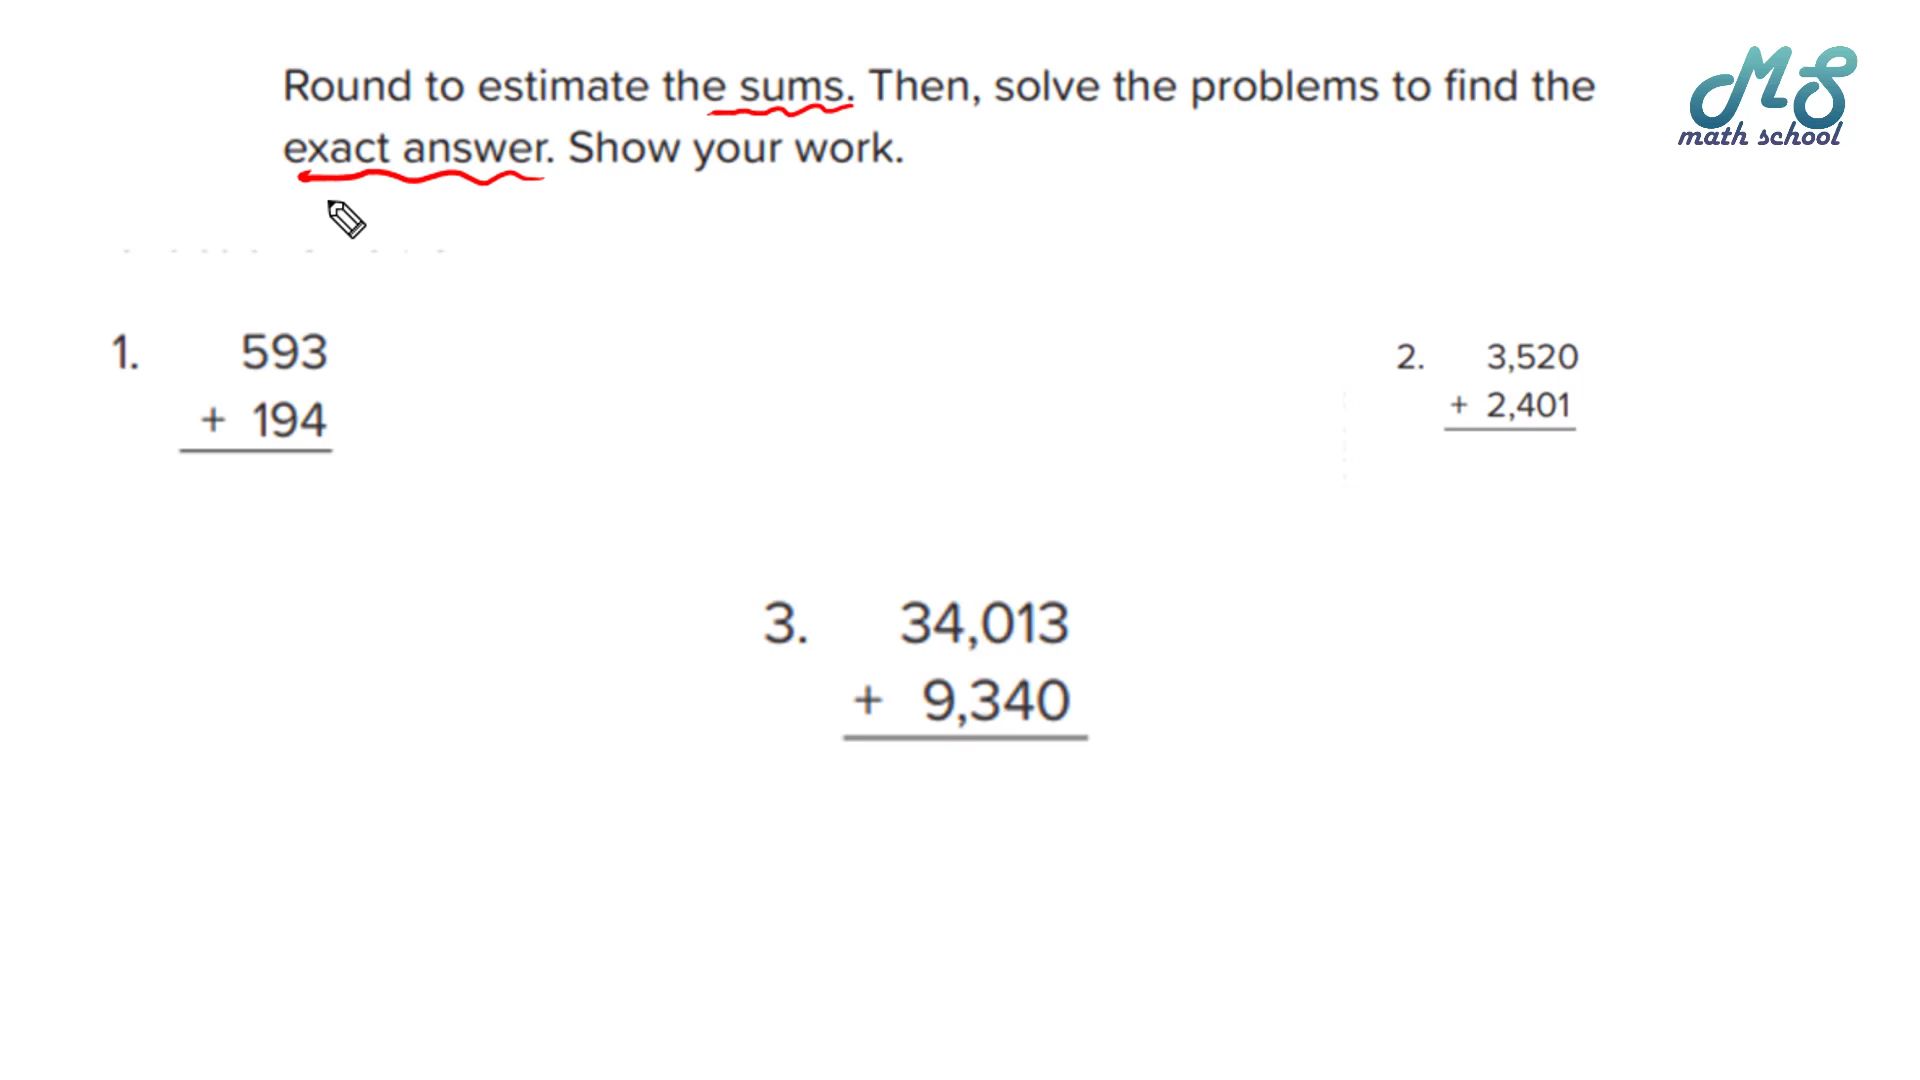 Round to estimate the sums. Then, solve the problems to find the
exact answer. Show your work.
MS
math school
1. 593
+ 194
2. 3,520
+ 2,401
3. 34,013
+ 9,340